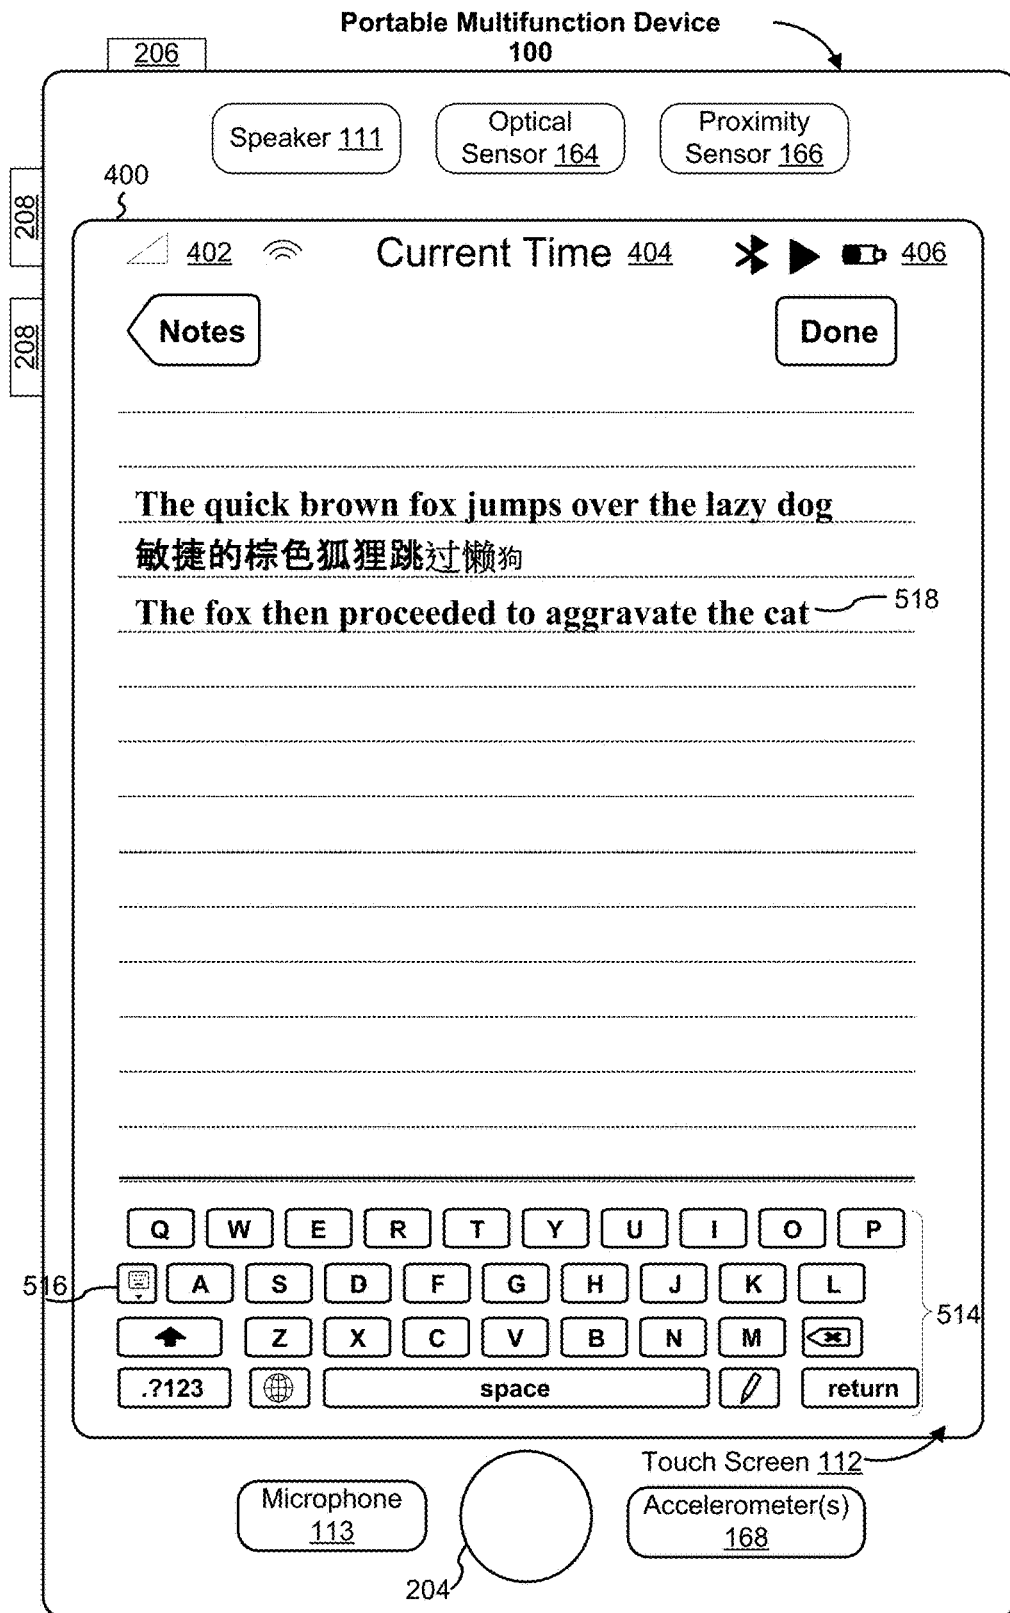 Portable Multifunction Device
100
206
Speaker 111
Optical
Sensor 164
Proximity
Sensor 166
400
208
208
402
Current Time 404
406
Notes
Done
The quick brown fox jumps over the lazy dog
敏捷的棕色狐狸跳过懒狗
The fox then proceeded to aggravate the cat
518
Q W E R T Y U I O P
516
A S D F G H J K L
514
Z X C V B N M
.?123
space
return
Touch Screen 112
Microphone
113
Accelerometer(s)
168
204